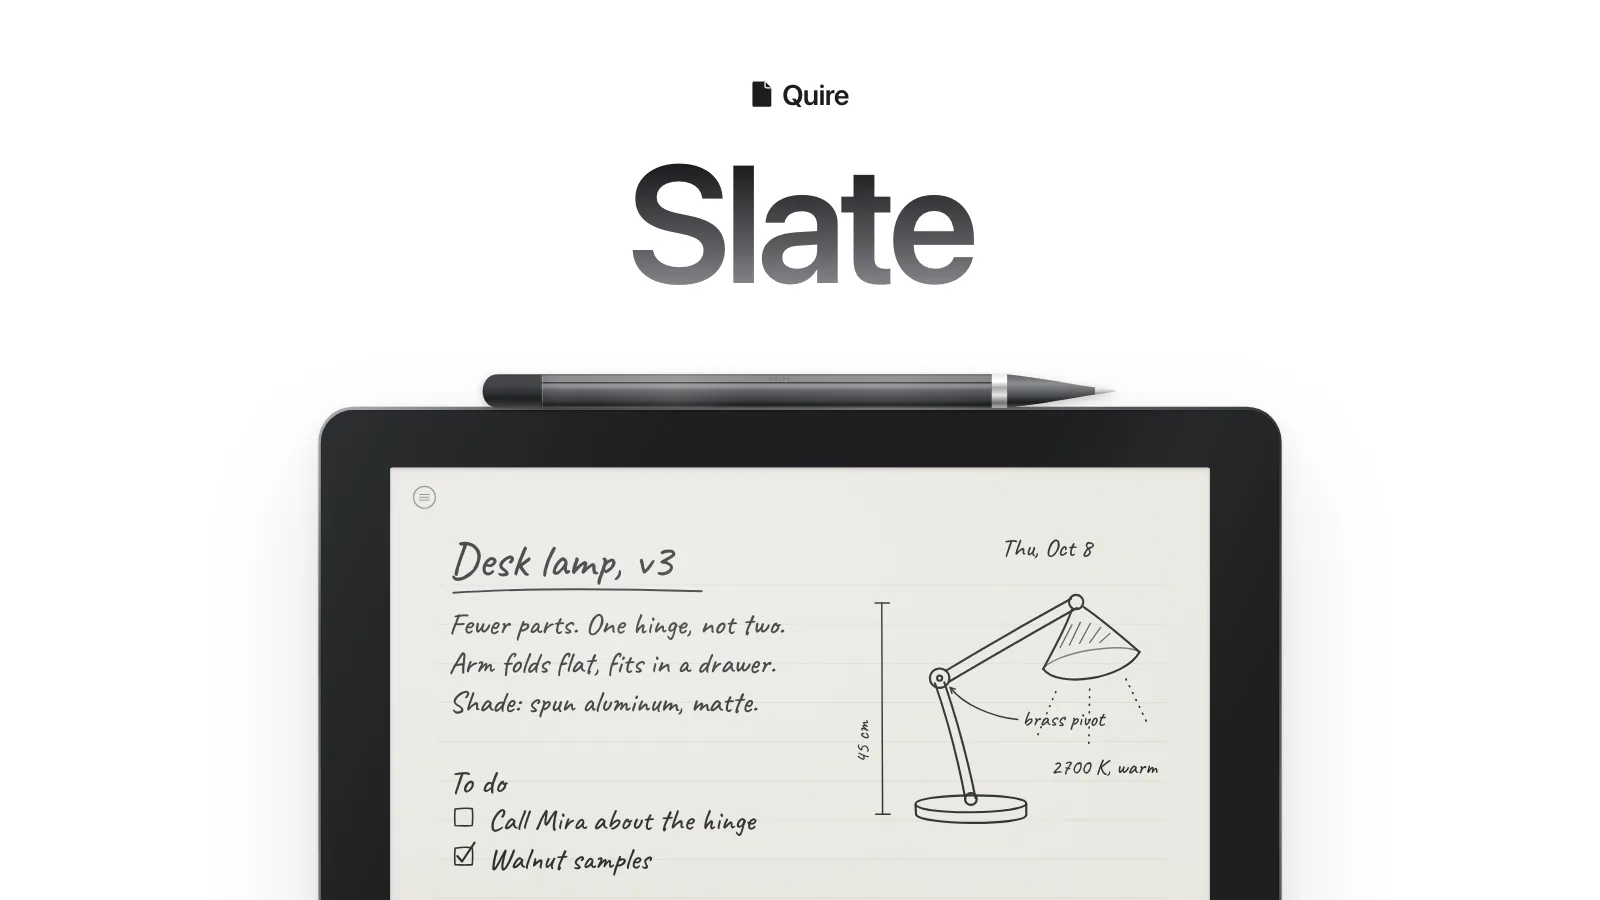 Quire
Slate
Desk lamp, v3
Thu, Oct 8
Fewer parts. One hinge, not two.
Arm folds flat, fits in a drawer.
Shade: spun aluminum, matte.
45 cm
brass pivot
2700 K, warm
To do
Call Mira about the hinge
Walnut samples